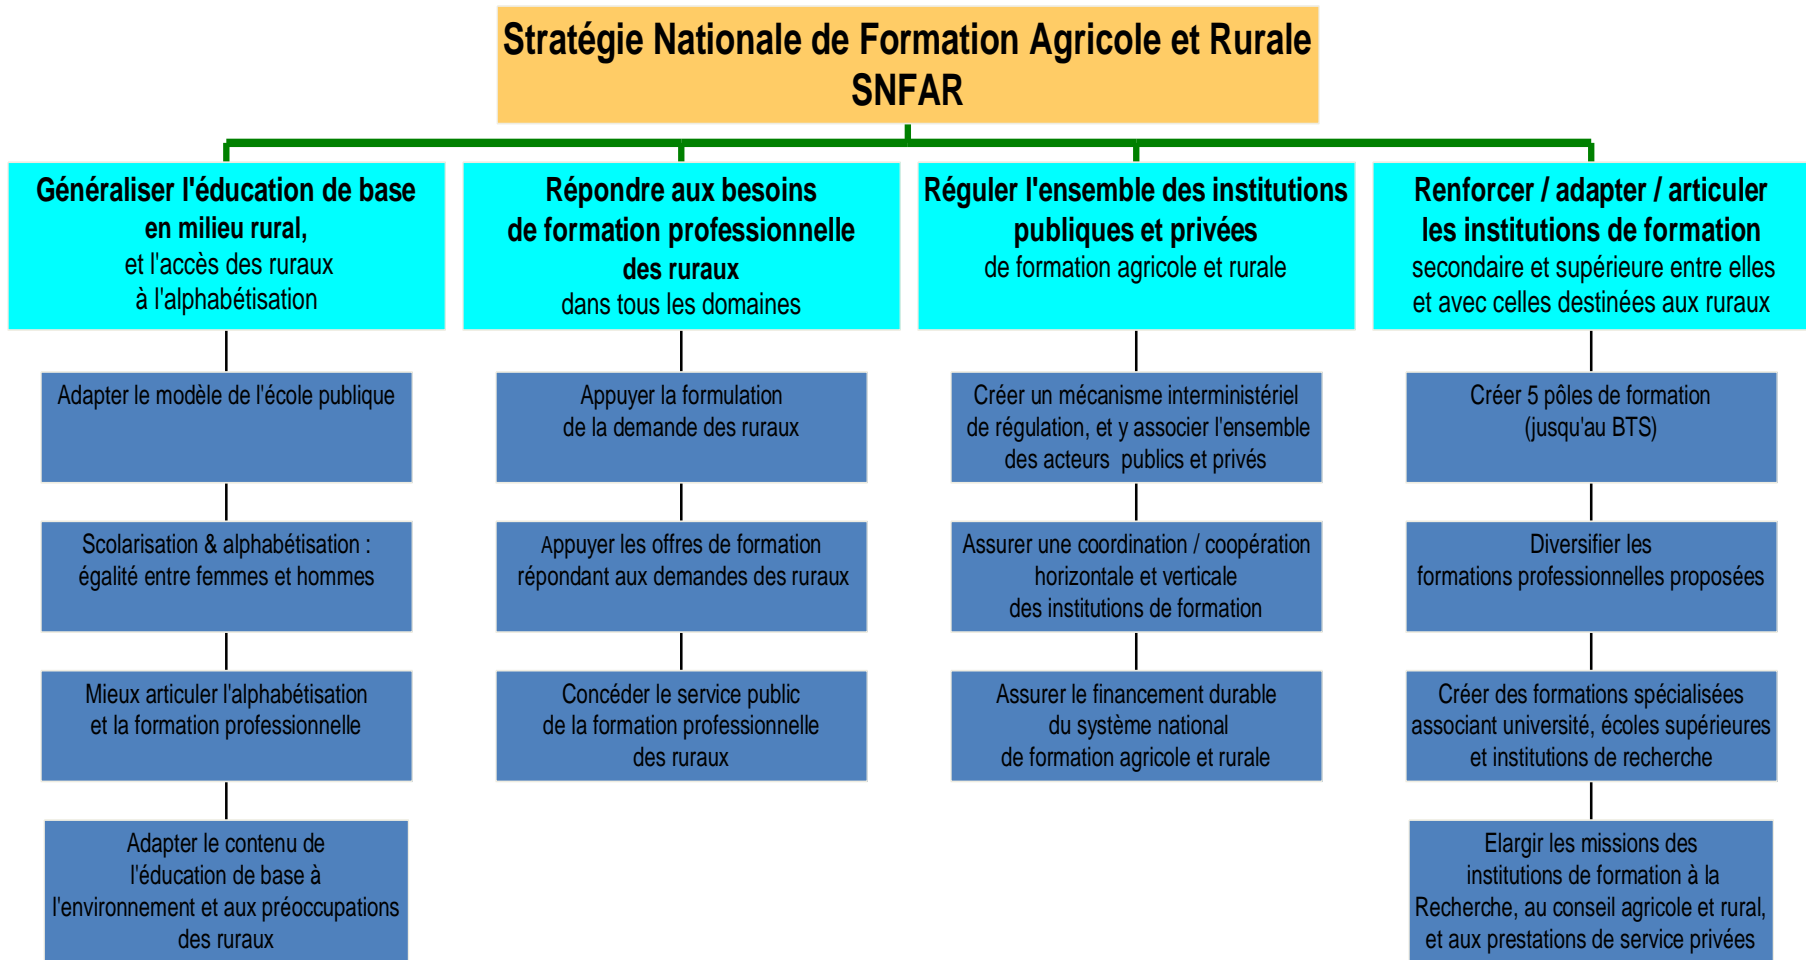 Stratégie Nationale de Formation Agricole et Rurale
SNFAR
Généraliser l'éducation de base
en milieu rural,
et l'accès des ruraux
à l'alphabétisation
Adapter le modèle de l'école publique
Scolarisation & alphabétisation :
égalité entre femmes et hommes
Mieux articuler l'alphabétisation
et la formation professionnelle
Adapter le contenu de
l'éducation de base à
l'environnement et aux préoccupations
des ruraux
Répondre aux besoins
de formation professionnelle
des ruraux
dans tous les domaines
Appuyer la formulation
de la demande des ruraux
Appuyer les offres de formation
répondant aux demandes des ruraux
Concéder le service public
de la formation professionnelle
des ruraux
Réguler l'ensemble des institutions
publiques et privées
de formation agricole et rurale
Créer un mécanisme interministériel
de régulation, et y associer l'ensemble
des acteurs publics et privés
Assurer une coordination / coopération
horizontale et verticale
des institutions de formation
Assurer le financement durable
du système national
de formation agricole et rurale
Renforcer / adapter / articuler
les institutions de formation
secondaire et supérieure entre elles
et avec celles destinées aux ruraux
Créer 5 pôles de formation
(jusqu'au BTS)
Diversifier les
formations professionnelles proposées
Créer des formations spécialisées
associant université, écoles supérieures
et institutions de recherche
Elargir les missions des
institutions de formation à la
Recherche, au conseil agricole et rural,
et aux prestations de service privées